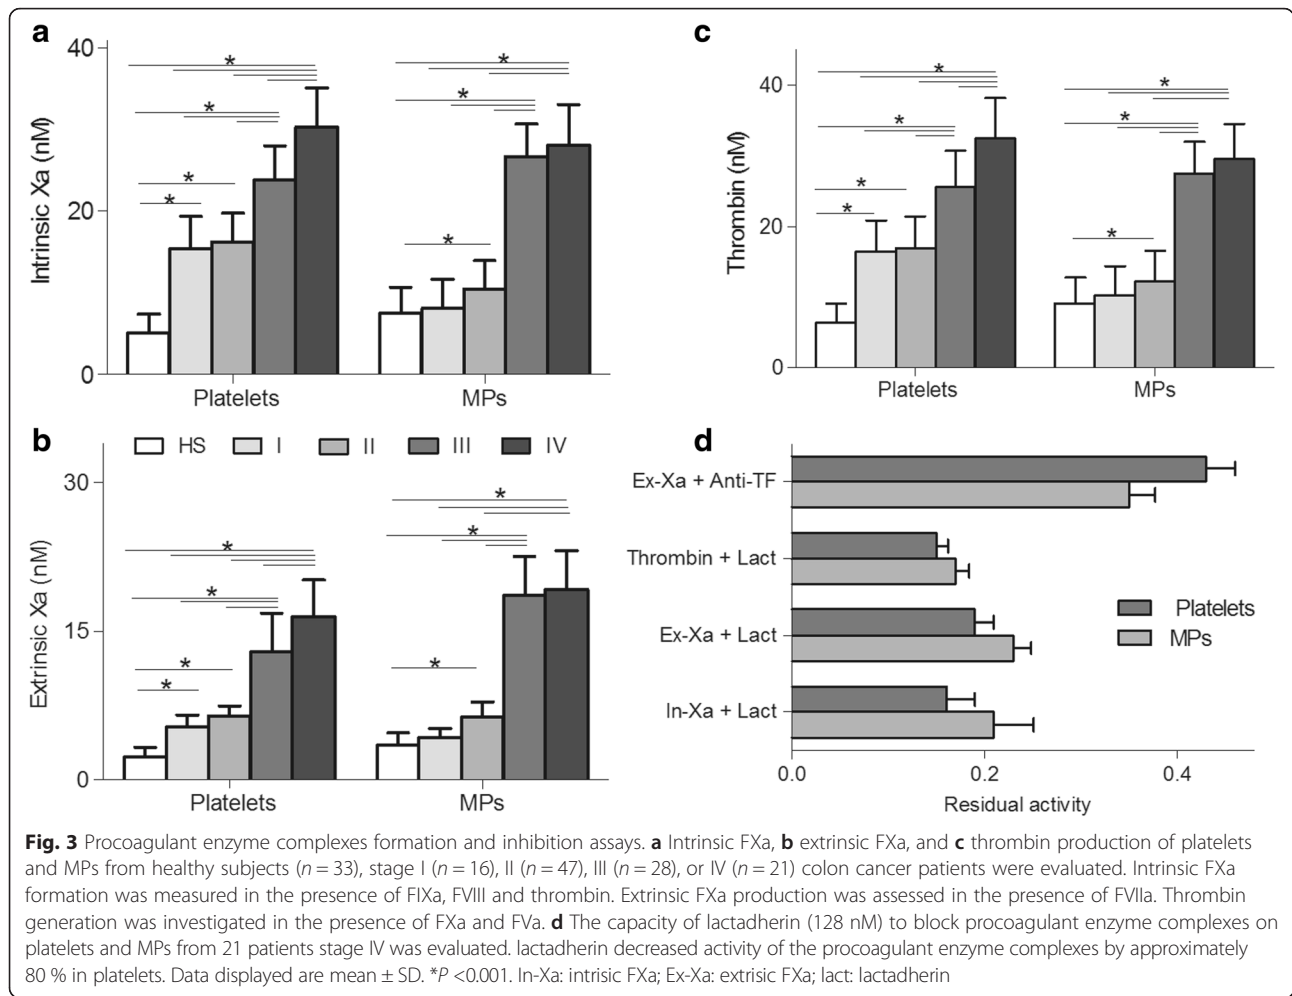 a
40
20
0
Intrinsic Xa (nM)
* * * * * * *
Platelets MPs
c
40
20
0
Thrombin (nM)
* * * * * * *
Platelets MPs
b
HS I II III IV
30
15
0
Extrinsic Xa (nM)
* * * * * * *
Platelets MPs
d
Ex-Xa + Anti-TF
Thrombin + Lact
Ex-Xa + Lact
In-Xa + Lact
Platelets
MPs
0.0 0.2 0.4
Residual activity
Fig. 3 Procoagulant enzyme complexes formation and inhibition assays. a Intrinsic FXa, b extrinsic FXa, and c thrombin production of platelets
and MPs from healthy subjects (n = 33), stage I (n = 16), II (n = 47), III (n = 28), or IV (n = 21) colon cancer patients were evaluated. Intrinsic FXa
formation was measured in the presence of FIXa, FVIII and thrombin. Extrinsic FXa production was assessed in the presence of FVIIa. Thrombin
generation was investigated in the presence of FXa and FVa. d The capacity of lactadherin (128 nM) to block procoagulant enzyme complexes on
platelets and MPs from 21 patients stage IV was evaluated. lactadherin decreased activity of the procoagulant enzyme complexes by approximately
80 % in platelets. Data displayed are mean ± SD. *P <0.001. In-Xa: intrisic FXa; Ex-Xa: extrisic FXa; lact: lactadherin